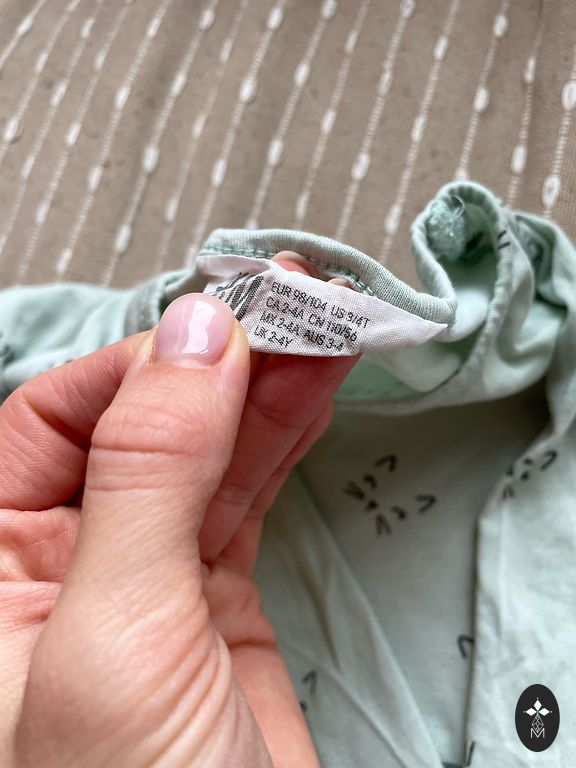 EUR 98/104 US 3/4T
CA 2-4A CN 110/56
MX 2-4A AUS 3-4
UK 2-4Y